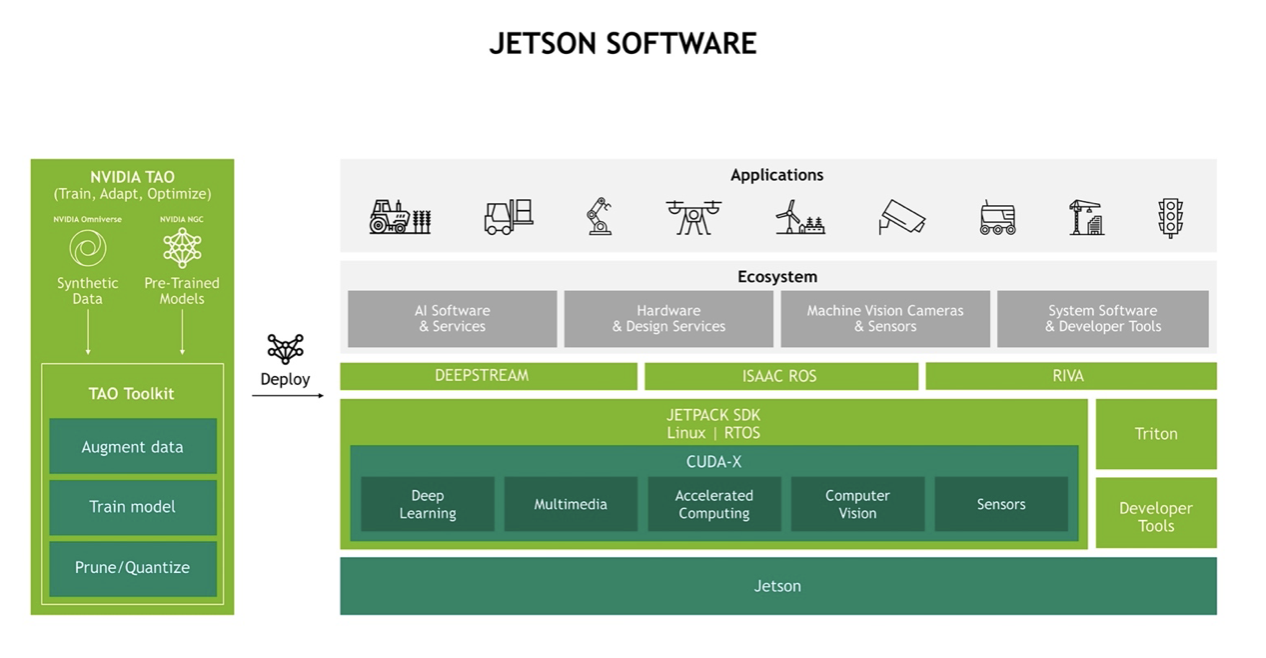 JETSON SOFTWARE
NVIDIA TAO
(Train, Adapt, Optimize)
NVIDIA Omniverse
NVIDIA NGC
Synthetic
Data
Pre-Trained
Models
TAO Toolkit
Augment data
Train model
Prune/Quantize
Deploy
Applications
Ecosystem
AI Software
& Services
Hardware
& Design Services
Machine Vision Cameras
& Sensors
System Software
& Developer Tools
DEEPSTREAM
ISAAC ROS
RIVA
JETPACK SDK
Linux | RTOS
CUDA-X
Deep
Learning
Multimedia
Accelerated
Computing
Computer
Vision
Sensors
Triton
Developer
Tools
Jetson